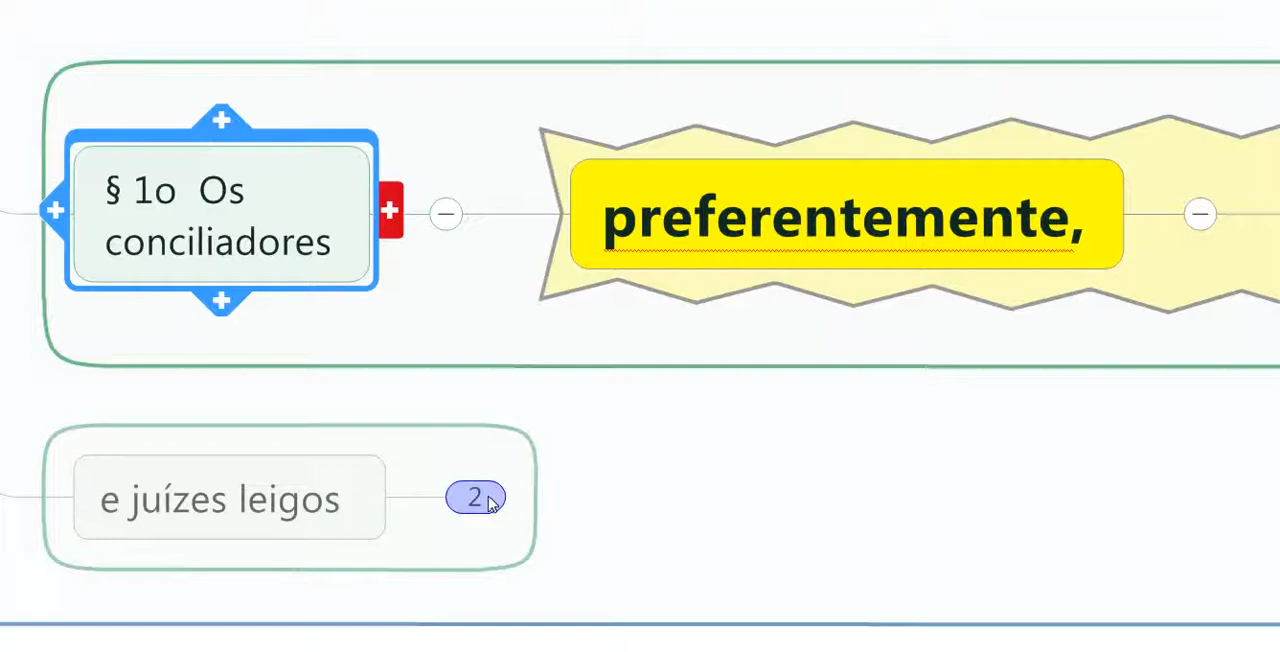 § 1o  Os
conciliadores
preferentemente,
e juízes leigos
2